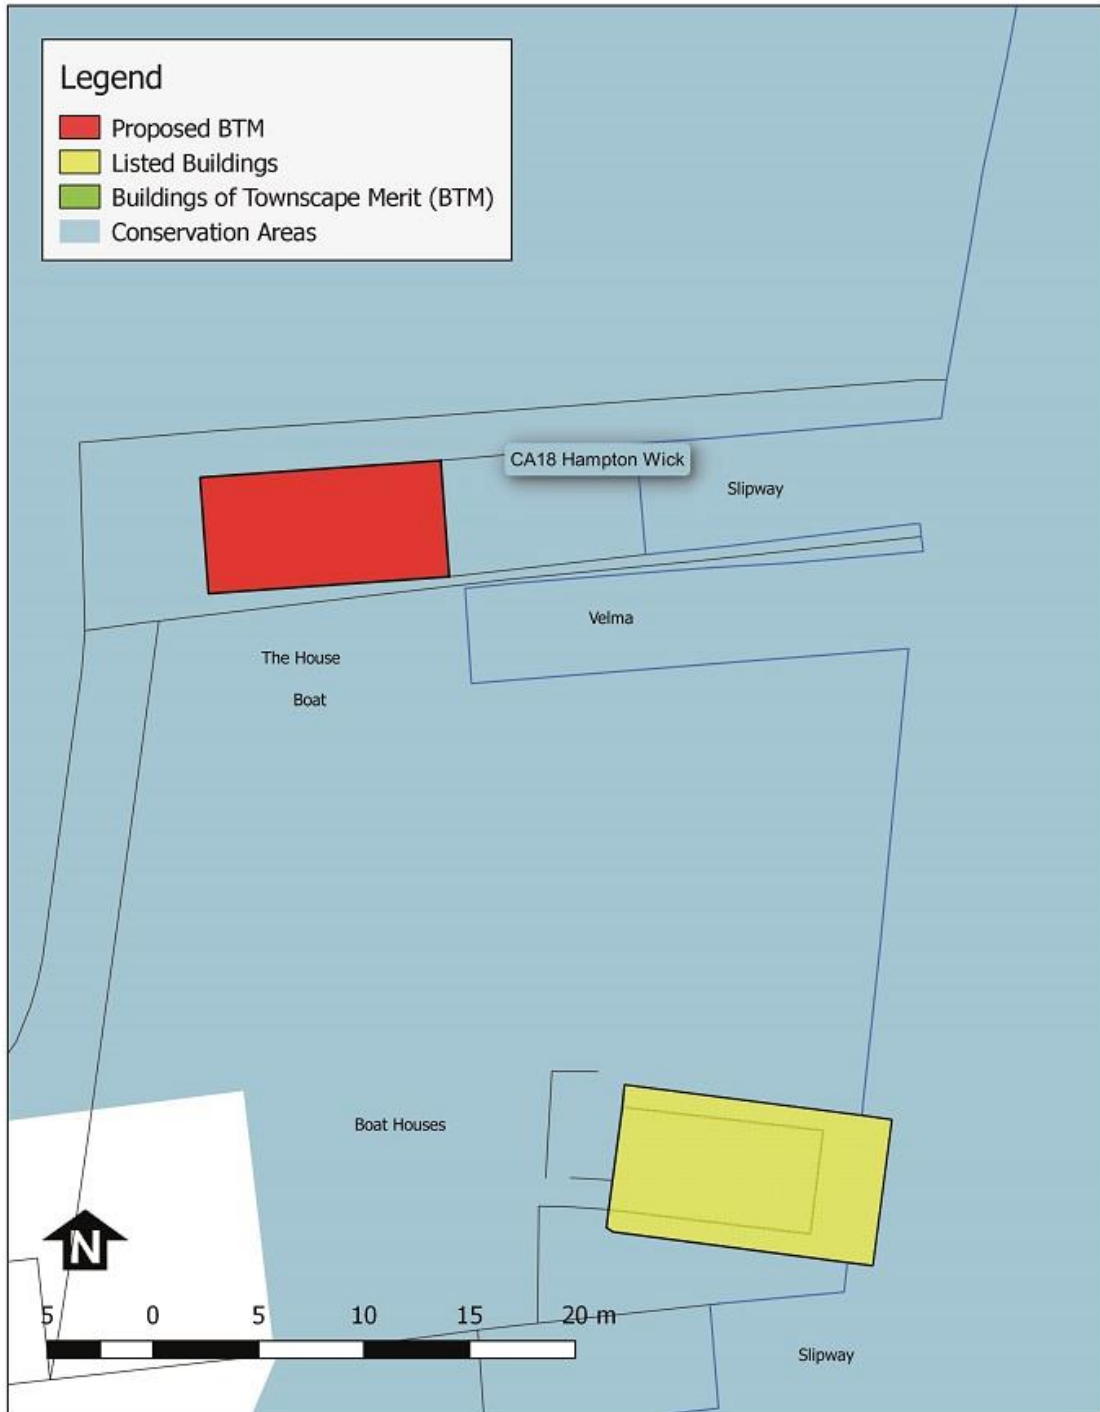 Legend
Proposed BTM
Listed Buildings
Buildings of Townscape Merit (BTM)
Conservation Areas
CA18 Hampton Wick
Slipway
Velma
The House
Boat
Boat Houses
N
5 0 5 10 15 20 m
Slipway